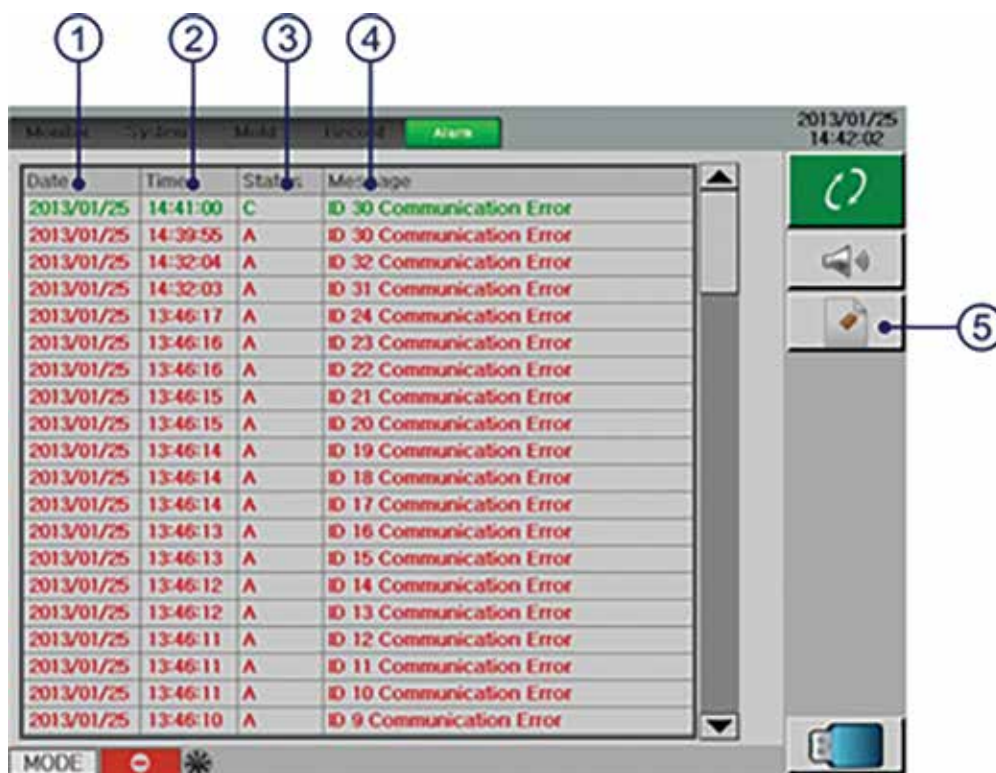 1 2 3 4
Monitor System Mold Record Alarm
2013/01/25
14:42:02
Date Time Status Message
2013/01/25 14:41:00 C ID 30 Communication Error
2013/01/25 14:39:55 A ID 30 Communication Error
2013/01/25 14:32:04 A ID 32 Communication Error
2013/01/25 14:32:03 A ID 31 Communication Error
2013/01/25 13:46:17 A ID 24 Communication Error
2013/01/25 13:46:16 A ID 23 Communication Error
2013/01/25 13:46:16 A ID 22 Communication Error
2013/01/25 13:46:15 A ID 21 Communication Error
2013/01/25 13:46:15 A ID 20 Communication Error
2013/01/25 13:46:14 A ID 19 Communication Error
2013/01/25 13:46:14 A ID 18 Communication Error
2013/01/25 13:46:14 A ID 17 Communication Error
2013/01/25 13:46:13 A ID 16 Communication Error
2013/01/25 13:46:13 A ID 15 Communication Error
2013/01/25 13:46:12 A ID 14 Communication Error
2013/01/25 13:46:12 A ID 13 Communication Error
2013/01/25 13:46:11 A ID 12 Communication Error
2013/01/25 13:46:11 A ID 11 Communication Error
2013/01/25 13:46:11 A ID 10 Communication Error
2013/01/25 13:46:10 A ID 9 Communication Error
5
MODE